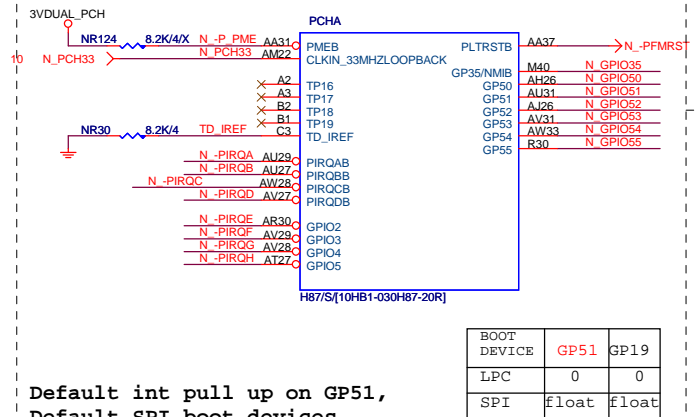 3VDUAL_PCH
PCHA
NR124 8.2K/4/X N_-P_PME AA31 PMEB PLTRSTB AA37 N_-PFMRST
10 N_PCH33 N_PCH33 AM22 CLKIN_33MHZLOOPBACK
GP35/NMIB M40 N_GPIO35
A2 TP16 GP50 AH26 N_GPIO50
A3 TP17 GP51 AU31 N_GPIO51
B2 TP18 GP52 AJ26 N_GPIO52
B1 TP19 GP53 AV31 N_GPIO53
NR30 8.2K/4 TD_IREF C3 TD_IREF GP54 AW33 N_GPIO54
GP55 R30 N_GPIO55
N_-PIRQA AU29 PIRQAB
N_-PIRQB AU27 PIRQBB
N_-PIRQC AW28 PIRQCB
N_-PIRQD AV27 PIRQDB
N_-PIRQE AR30 GPIO2
N_-PIRQF AV29 GPIO3
N_-PIRQG AV28 GPIO4
N_-PIRQH AT27 GPIO5
H87/S/[10HB1-030H87-20R]
BOOT
DEVICE GP51 GP19
LPC 0 0
SPI float float
Default int pull up on GP51,
Default SPI boot devices